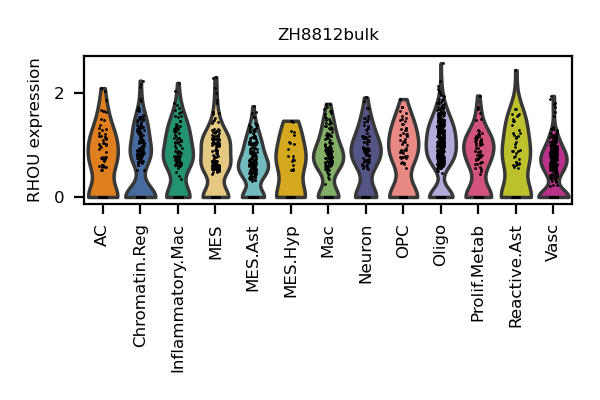 ZH8812bulk
RHOU expression
2
0
AC
Chromatin.Reg
Inflammatory.Mac
MES
MES.Ast
MES.Hyp
Mac
Neuron
OPC
Oligo
Prolif.Metab
Reactive.Ast
Vasc